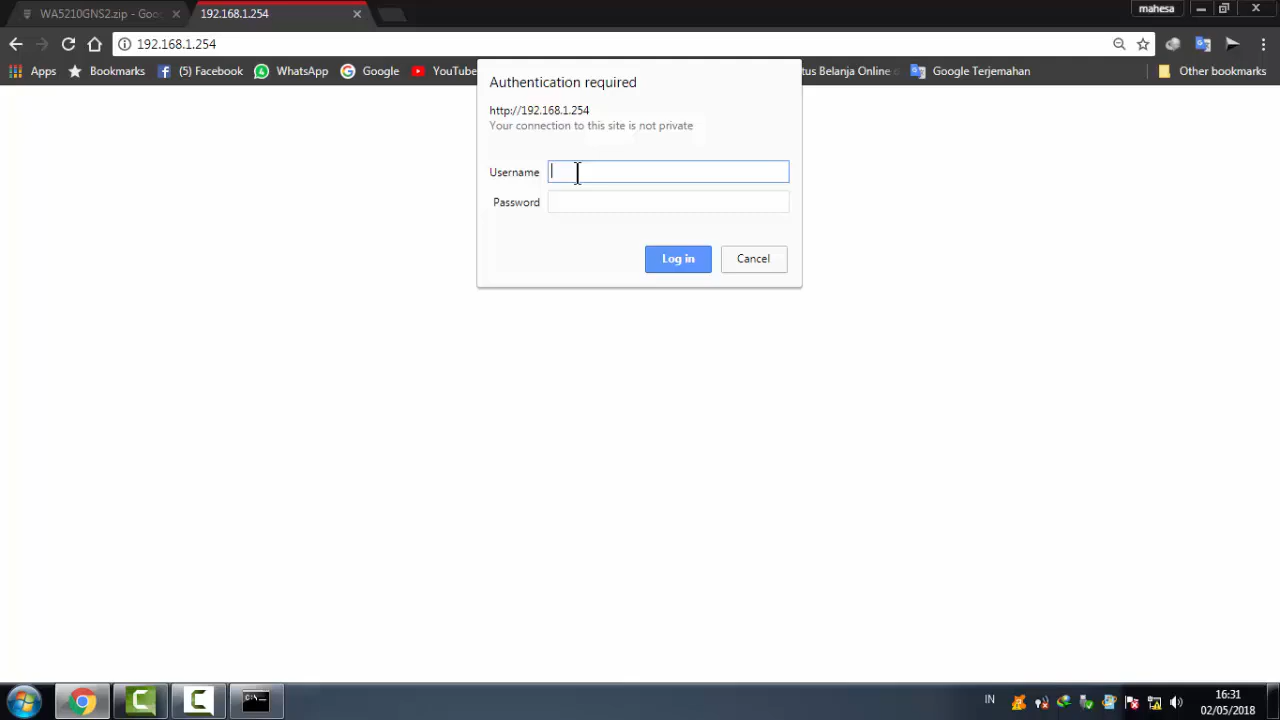 WA5210GNS2.zip - Goo
192.168.1.254
mahesa
192.168.1.254
Apps
Bookmarks
(5) Facebook
WhatsApp
Google
YouTube
tus Belanja Online d
Google Terjemahan
Other bookmarks
Authentication required
http://192.168.1.254
Your connection to this site is not private
Username
Password
Log in
Cancel
C:\.
IN
16:31
02/05/2018